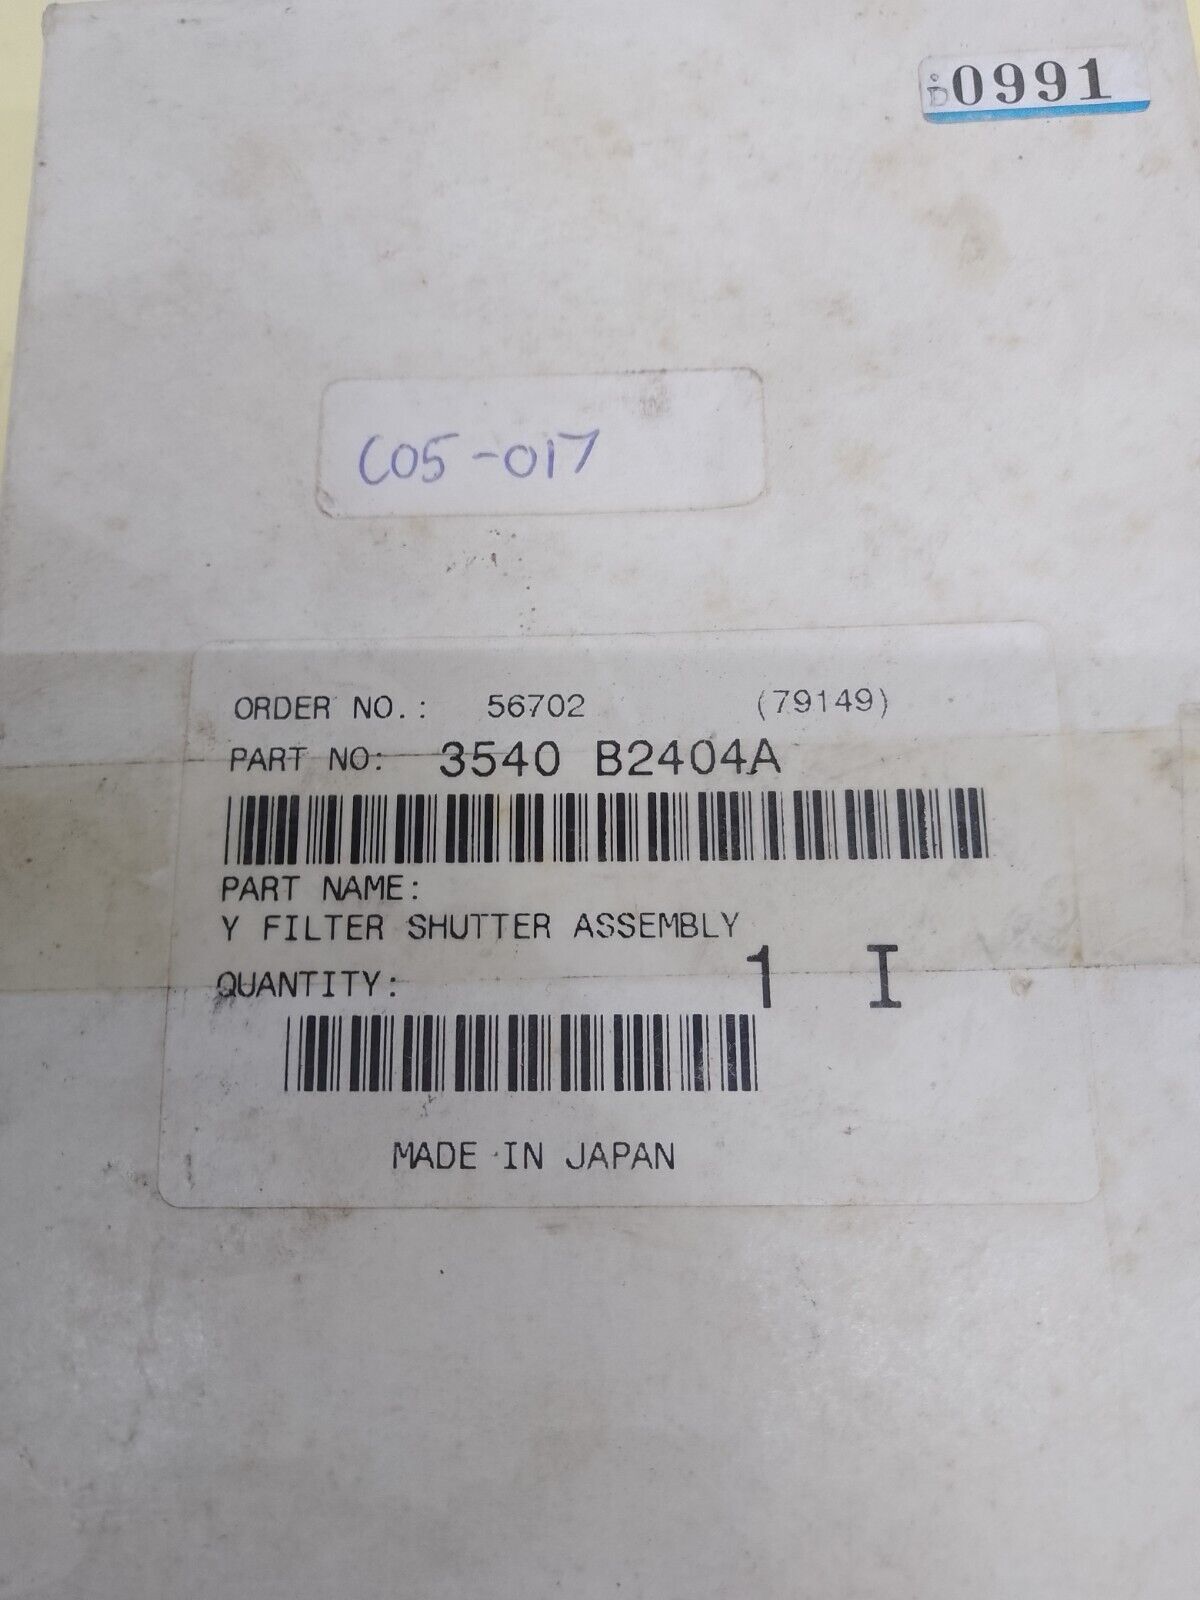 D0991
C05-017
ORDER NO.: 56702 (79149)
PART NO: 3540 B2404A
PART NAME:
Y FILTER SHUTTER ASSEMBLY
QUANTITY: 1 I
MADE IN JAPAN